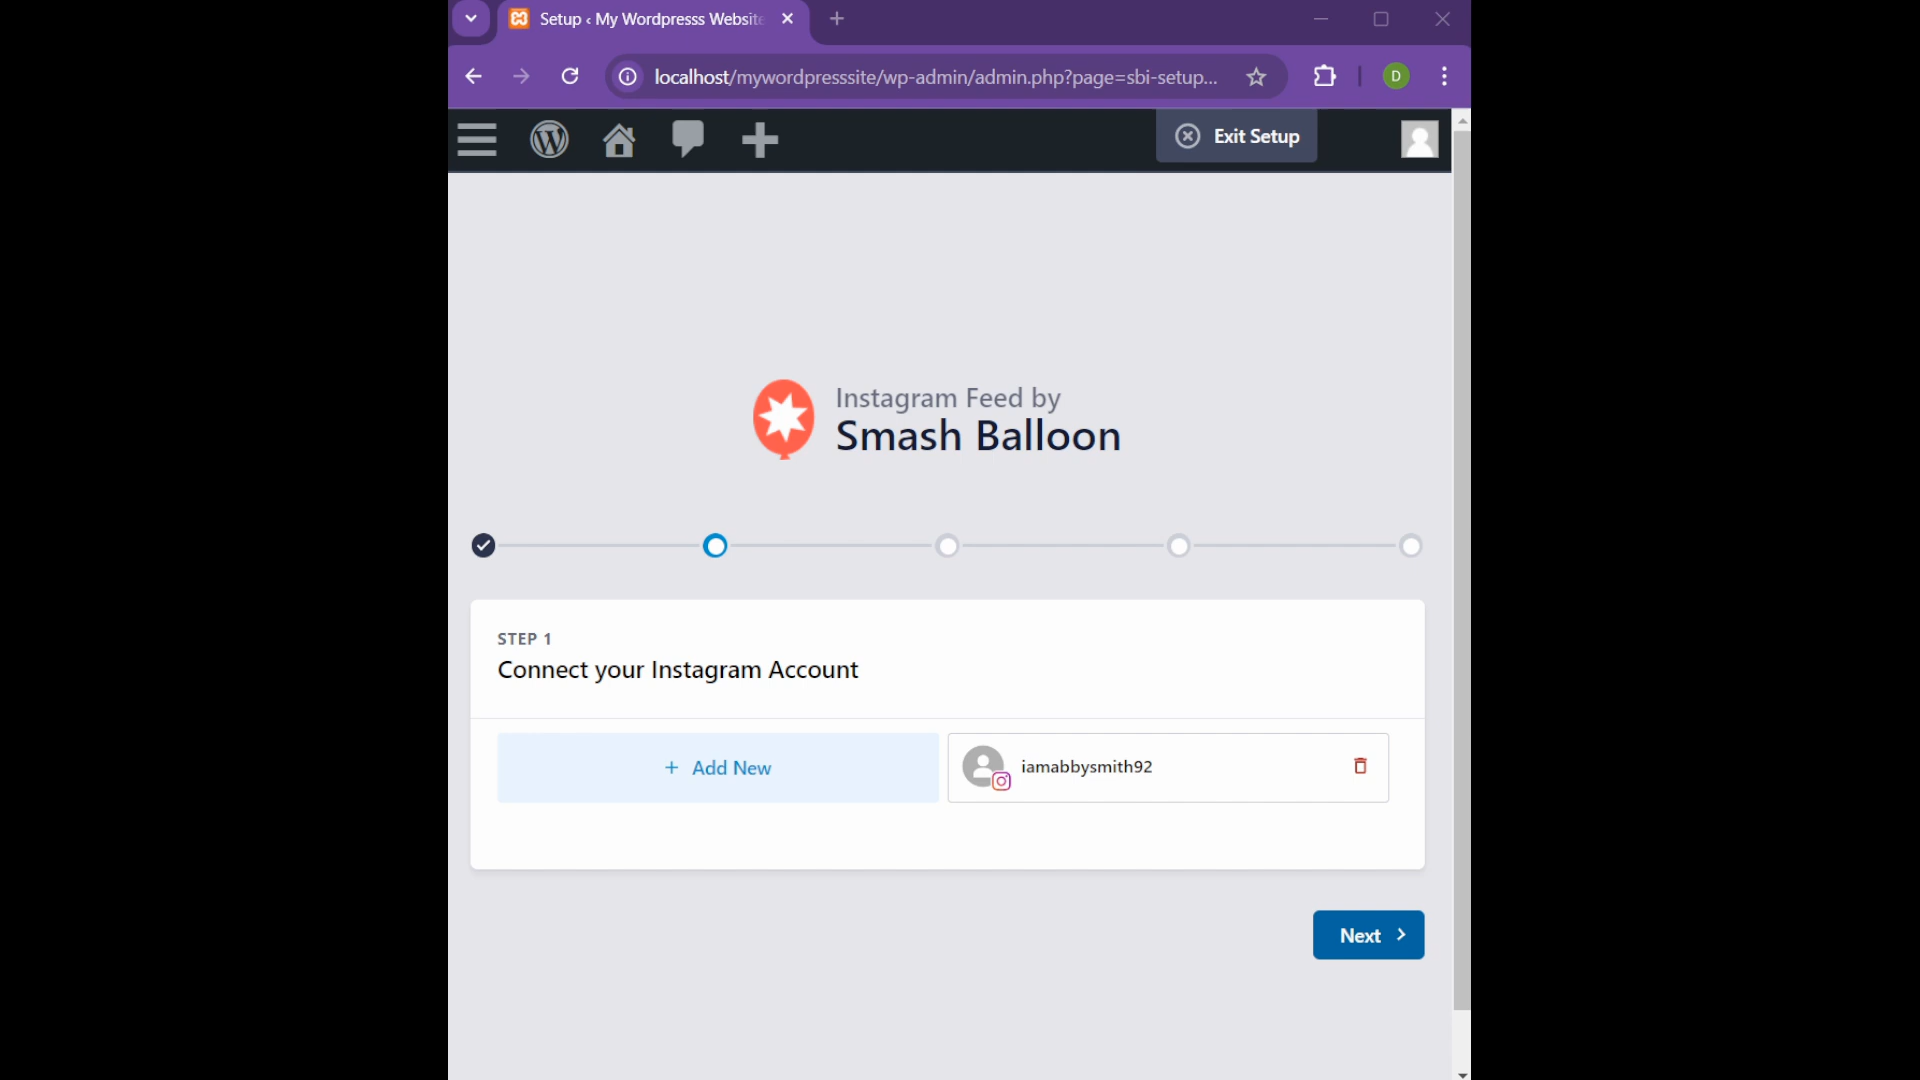 Setup ‹ My Wordpresss Website
localhost/mywordpresssite/wp-admin/admin.php?page=sbi-setup...
D
Exit Setup
Instagram Feed by
Smash Balloon
STEP 1
Connect your Instagram Account
+ Add New
iamabbysmith92
Next